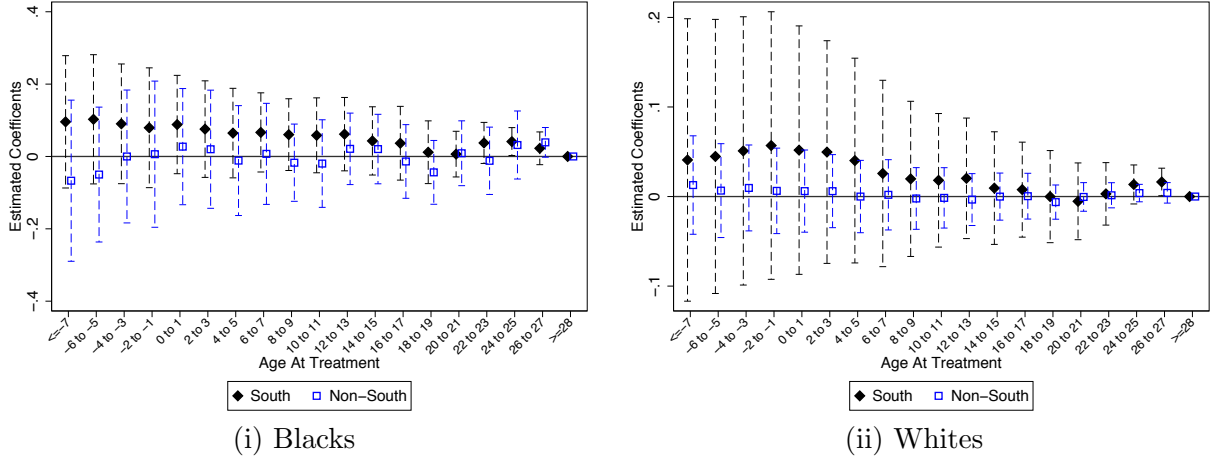 .4
.2
0
-.2
-.4
Estimated Coefficents
<=-7
-6 to -5
-4 to -3
-2 to -1
0 to 1
2 to 3
4 to 5
6 to 7
8 to 9
10 to 11
12 to 13
14 to 15
16 to 17
18 to 19
20 to 21
22 to 23
24 to 25
26 to 27
>=28
Age At Treatment
South Non-South
(i) Blacks
.2
.1
0
-.1
Estimated Coefficents
<=-7
-6 to -5
-4 to -3
-2 to -1
0 to 1
2 to 3
4 to 5
6 to 7
8 to 9
10 to 11
12 to 13
14 to 15
16 to 17
18 to 19
20 to 21
22 to 23
24 to 25
26 to 27
>=28
Age At Treatment
South Non-South
(ii) Whites